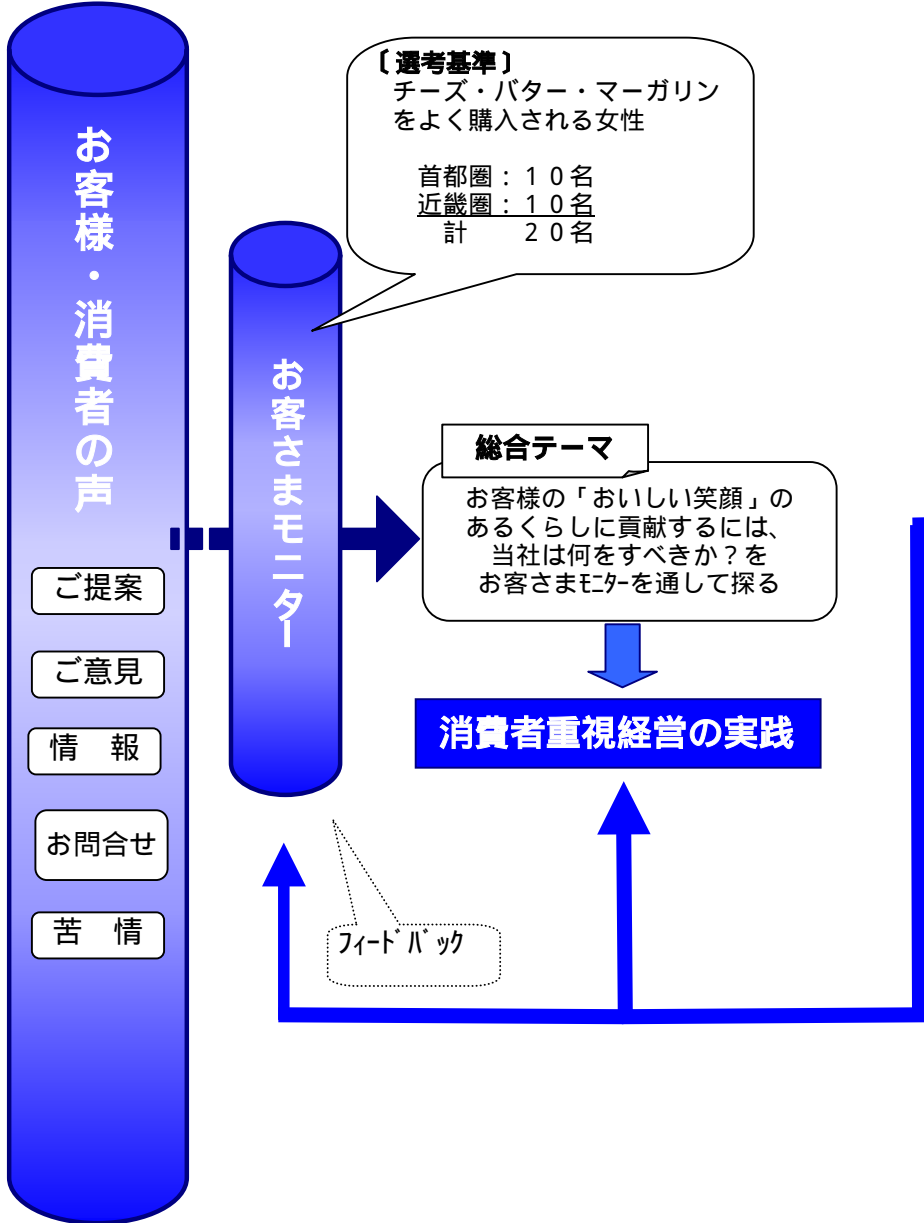 お客様・消費者の声
ご提案
ご意見
情 報
お問合せ
苦 情
お客さまモニター
〔選考基準〕
チーズ・バター・マーガリン
をよく購入される女性
首都圏:10名
近畿圏:10名
計 20名
総合テーマ
お客様の「おいしい笑顔」の
あるくらしに貢献するには、
当社は何をすべきか？を
お客さまﾓﾆﾀｰを通して探る
消費者重視経営の実践
ﾌｨｰﾄﾞﾊﾞｯｸ